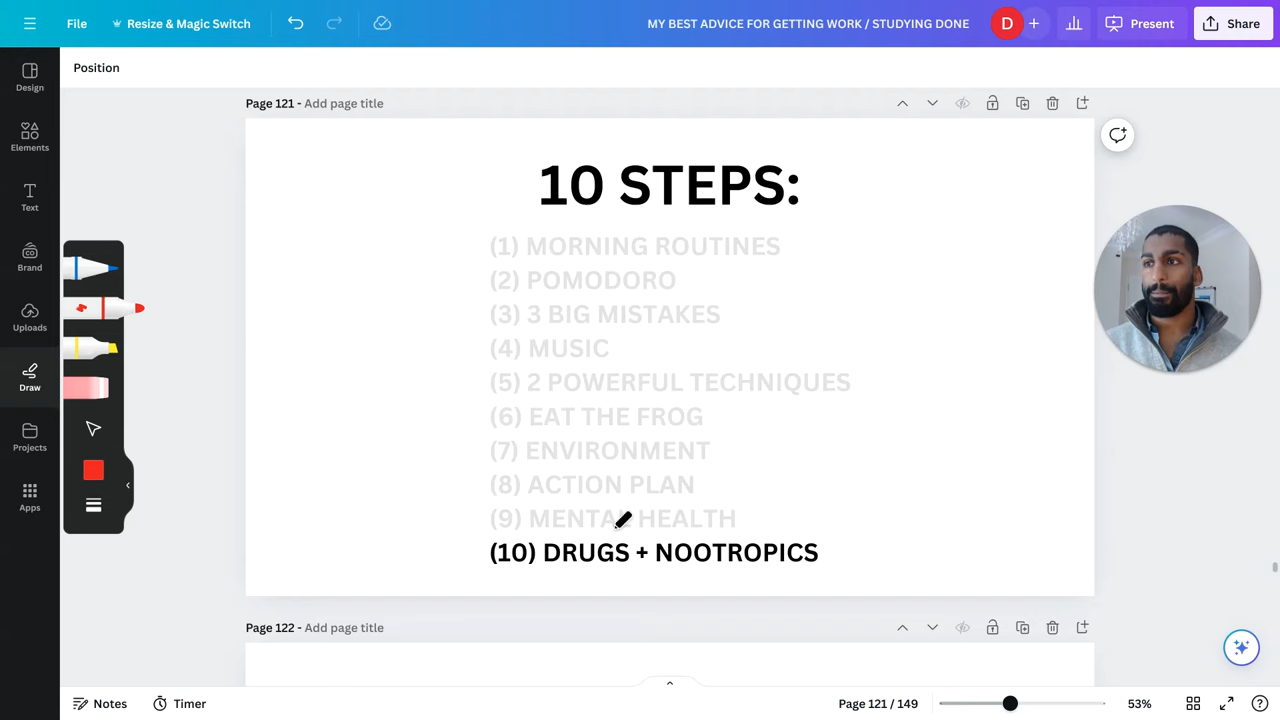 File
Resize & Magic Switch
MY BEST ADVICE FOR GETTING WORK / STUDYING DONE
D
Present
Share
Position
Design
Elements
Text
Brand
Uploads
Draw
Projects
Apps
Page 121 - Add page title
10 STEPS:
(1) MORNING ROUTINES
(2) POMODORO
(3) 3 BIG MISTAKES
(4) MUSIC
(5) 2 POWERFUL TECHNIQUES
(6) EAT THE FROG
(7) ENVIRONMENT
(8) ACTION PLAN
(9) MENTAL HEALTH
(10) DRUGS + NOOTROPICS
Page 122 - Add page title
Notes
Timer
Page 121 / 149
53%